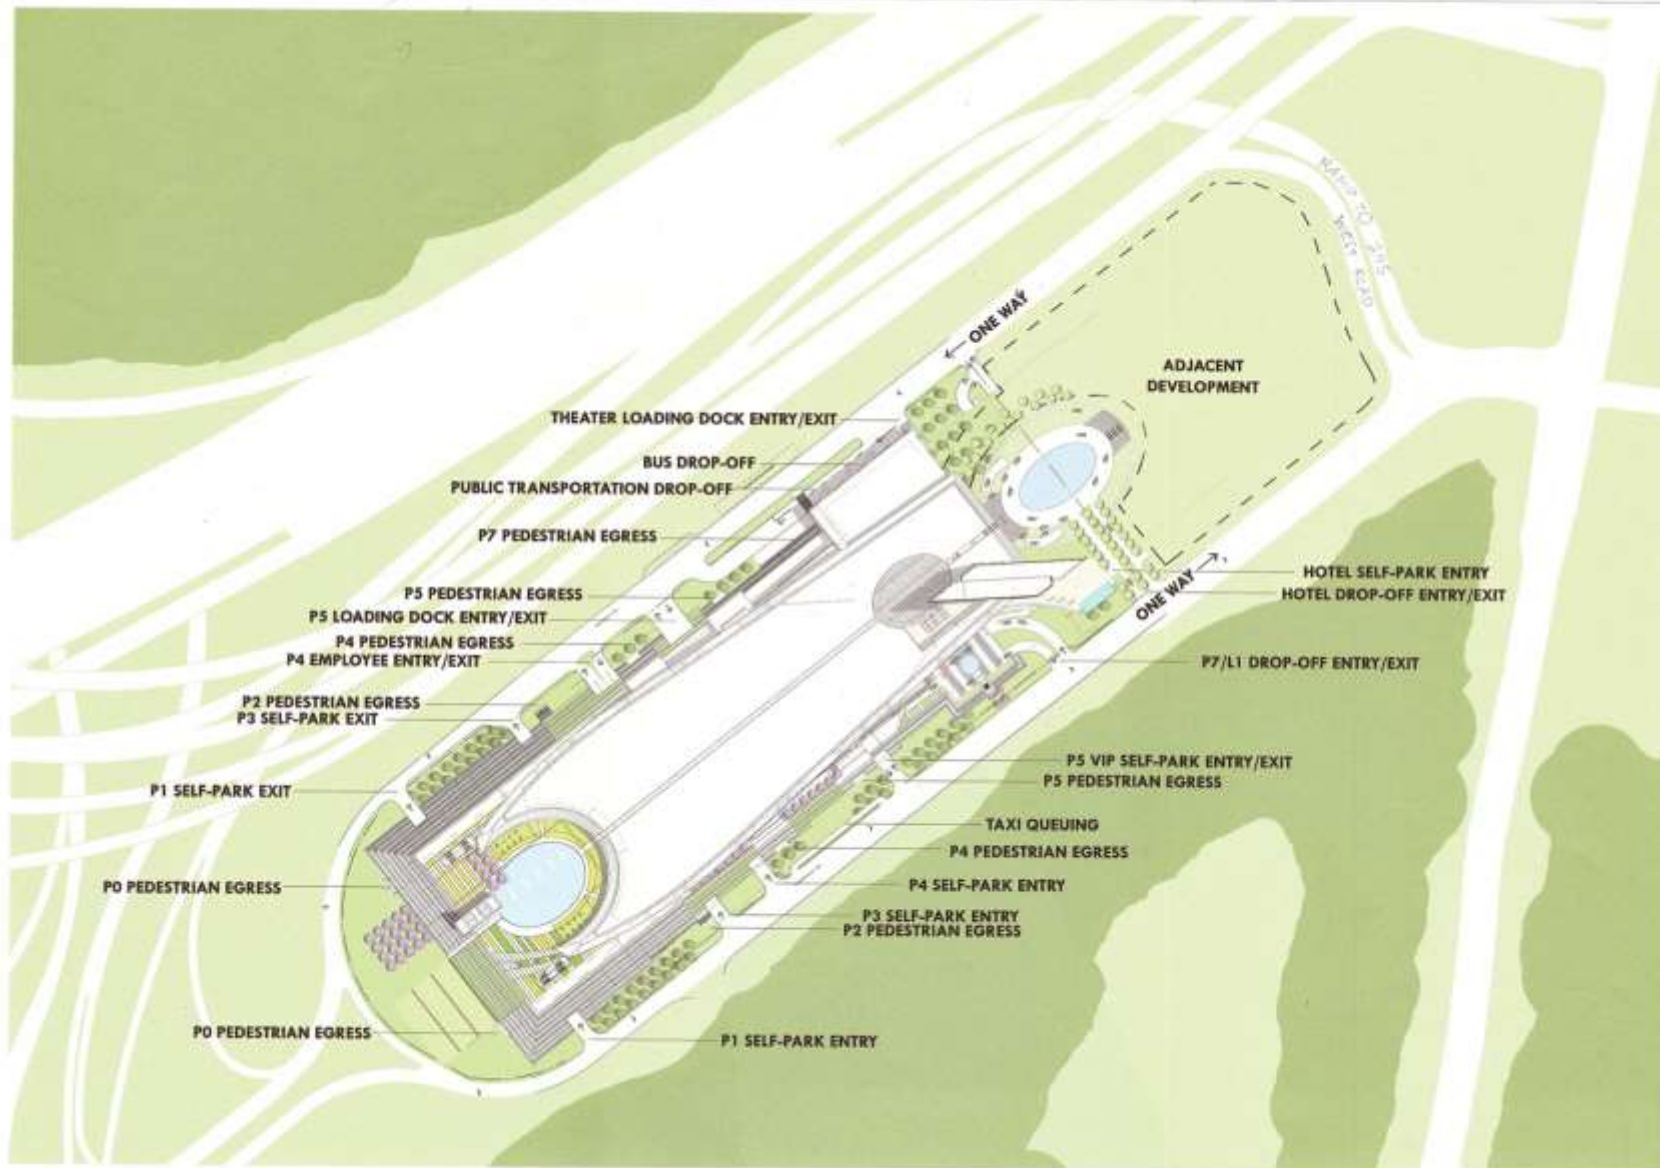 RAMP TO 295
WEST ROAD
← ONE WAY
ADJACENT
DEVELOPMENT
THEATER LOADING DOCK ENTRY/EXIT
BUS DROP-OFF
PUBLIC TRANSPORTATION DROP-OFF
P7 PEDESTRIAN EGRESS
P5 PEDESTRIAN EGRESS
P5 LOADING DOCK ENTRY/EXIT
P4 PEDESTRIAN EGRESS
P4 EMPLOYEE ENTRY/EXIT
P2 PEDESTRIAN EGRESS
P3 SELF-PARK EXIT
P1 SELF-PARK EXIT
P0 PEDESTRIAN EGRESS
P0 PEDESTRIAN EGRESS
ONE WAY →
HOTEL SELF-PARK ENTRY
HOTEL DROP-OFF ENTRY/EXIT
P7/L1 DROP-OFF ENTRY/EXIT
P5 VIP SELF-PARK ENTRY/EXIT
P5 PEDESTRIAN EGRESS
TAXI QUEUING
P4 PEDESTRIAN EGRESS
P4 SELF-PARK ENTRY
P3 SELF-PARK ENTRY
P2 PEDESTRIAN EGRESS
P1 SELF-PARK ENTRY